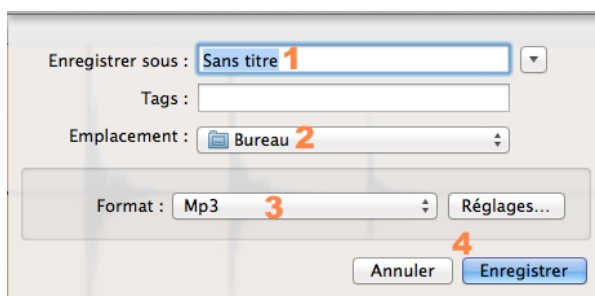 Enregistrer sous : Sans titre 1
Tags :
Emplacement : Bureau 2
Format : Mp3 3 Réglages...
4
Annuler Enregistrer